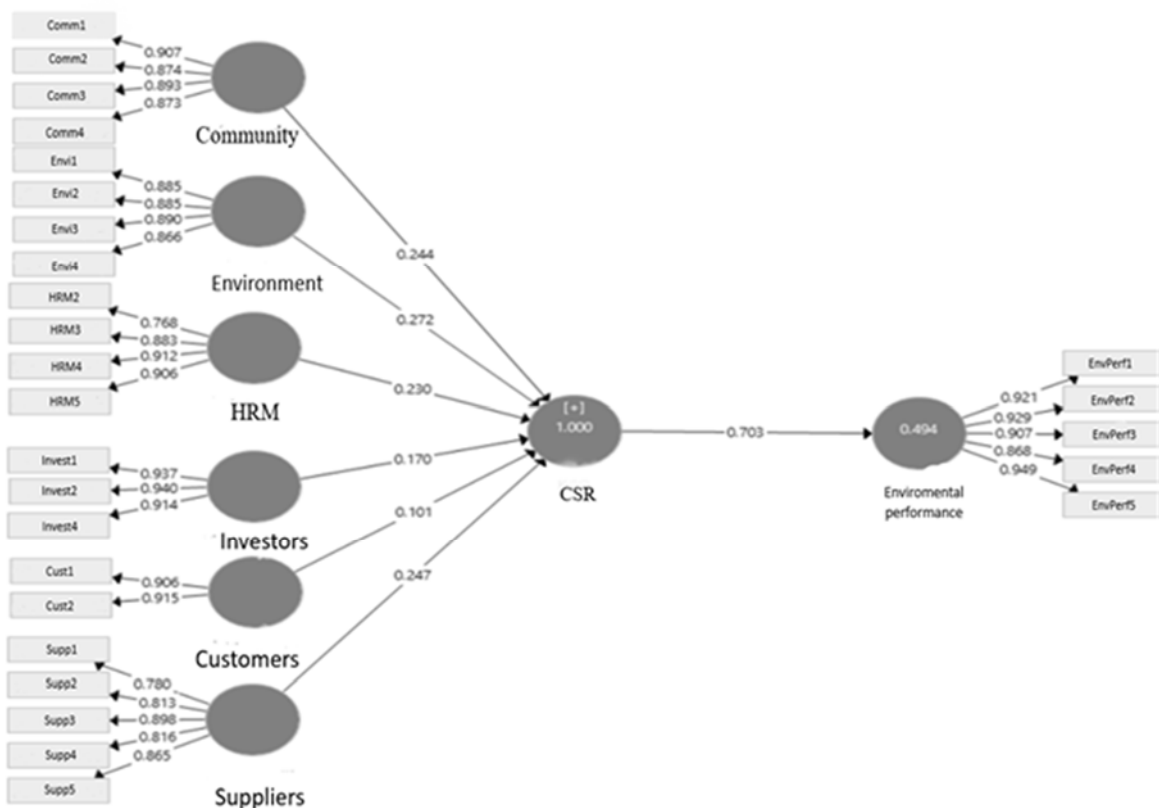 Comm1
0.907
Comm2
0.874
Comm3
0.893
Comm4
0.873
Community
Envi1
0.885
Envi2
0.885
Envi3
0.890
Envi4
0.866
Environment
HRM2
0.768
HRM3
0.883
HRM4
0.912
HRM5
0.906
HRM
Invest1
0.937
Invest2
0.940
Invest4
0.914
Investors
Cust1
0.906
Cust2
0.915
Customers
Supp1
0.780
Supp2
0.813
Supp3
0.898
Supp4
0.816
Supp5
0.865
Suppliers
0.244
0.272
0.230
0.170
0.101
0.247
[+]
1.000
CSR
0.703
0.494
Enviromental
performance
EnvPerf1
0.921
EnvPerf2
0.929
EnvPerf3
0.907
EnvPerf4
0.868
EnvPerf5
0.949